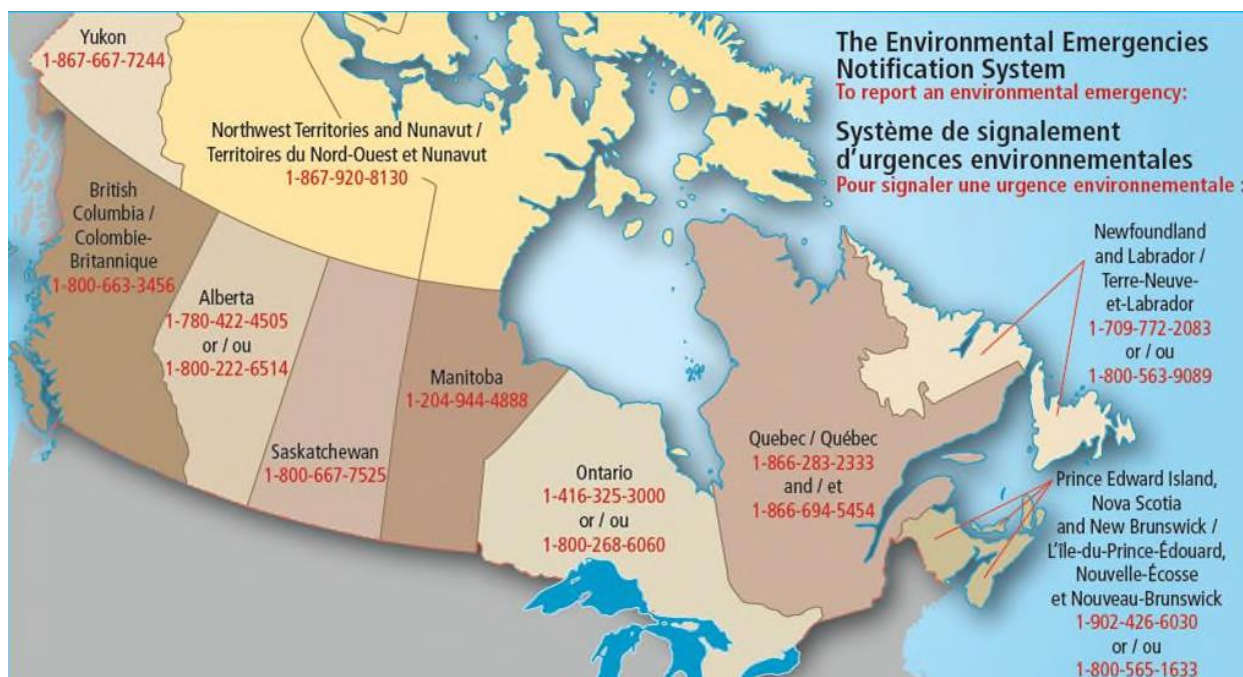 The Environmental Emergencies
Notification System
To report an environmental emergency:
Système de signalement
d'urgences environnementales
Pour signaler une urgence environnementale :
Yukon
1-867-667-7244
Northwest Territories and Nunavut /
Territoires du Nord-Ouest et Nunavut
1-867-920-8130
British
Columbia /
Colombie-
Britannique
1-800-663-3456
Alberta
1-780-422-4505
or / ou
1-800-222-6514
Saskatchewan
1-800-667-7525
Manitoba
1-204-944-4888
Ontario
1-416-325-3000
or / ou
1-800-268-6060
Quebec / Québec
1-866-283-2333
and / et
1-866-694-5454
Newfoundland
and Labrador /
Terre-Neuve-
et-Labrador
1-709-772-2083
or / ou
1-800-563-9089
Prince Edward Island,
Nova Scotia
and New Brunswick /
L'île-du-Prince-Édouard,
Nouvelle-Écosse
et Nouveau-Brunswick
1-902-426-6030
or / ou
1-800-565-1633